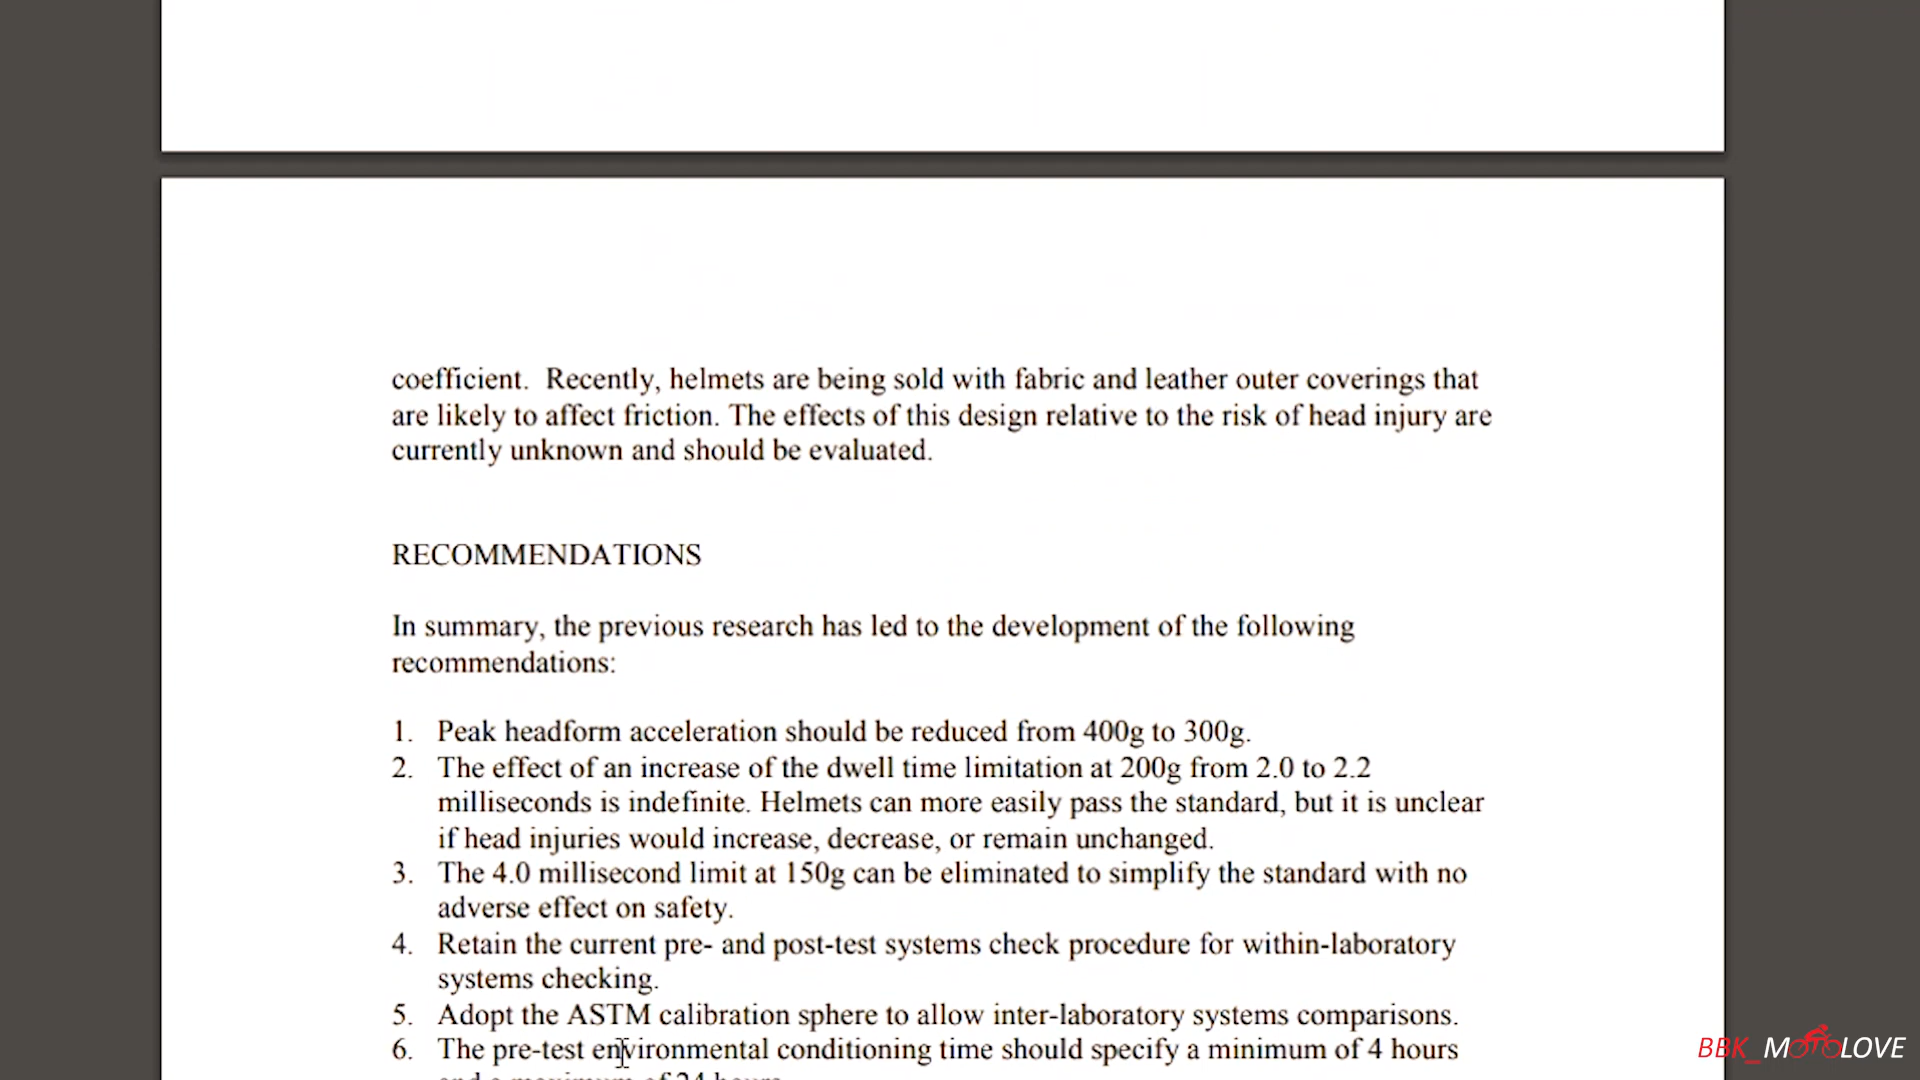 coefficient. Recently, helmets are being sold with fabric and leather outer coverings that
are likely to affect friction. The effects of this design relative to the risk of head injury are
currently unknown and should be evaluated.
RECOMMENDATIONS
In summary, the previous research has led to the development of the following
recommendations:
1. Peak headform acceleration should be reduced from 400g to 300g.
2. The effect of an increase of the dwell time limitation at 200g from 2.0 to 2.2
milliseconds is indefinite. Helmets can more easily pass the standard, but it is unclear
if head injuries would increase, decrease, or remain unchanged.
3. The 4.0 millisecond limit at 150g can be eliminated to simplify the standard with no
adverse effect on safety.
4. Retain the current pre- and post-test systems check procedure for within-laboratory
systems checking.
5. Adopt the ASTM calibration sphere to allow inter-laboratory systems comparisons.
6. The pre-test environmental conditioning time should specify a minimum of 4 hours
and a maximum of 24 hours.
BBK_MOTOLOVE